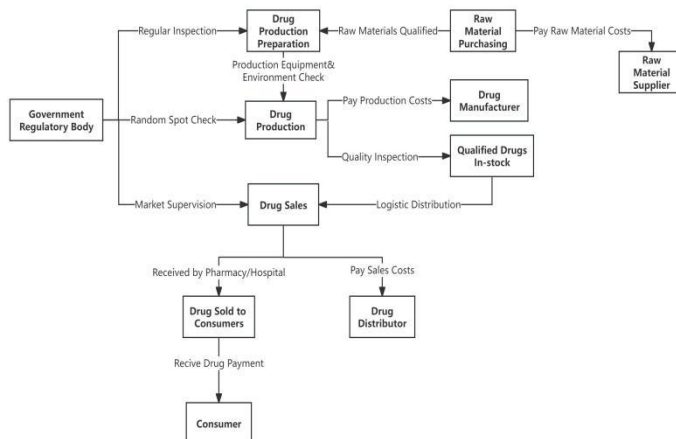 Regular Inspection
Drug
Production
Preparation
Raw Materials Qualified
Raw
Material
Purchasing
Pay Raw Material Costs
Raw
Material
Supplier
Production Equipment&
Environment Check
Government
Regulatory Body
Random Spot Check
Drug
Production
Pay Production Costs
Drug
Manufacturer
Quality Inspection
Qualified Drugs
In-stock
Market Supervision
Drug Sales
Logistic Distribution
Received by Pharmacy/Hospital
Pay Sales Costs
Drug Sold to
Consumers
Drug
Distributor
Recive Drug Payment
Consumer